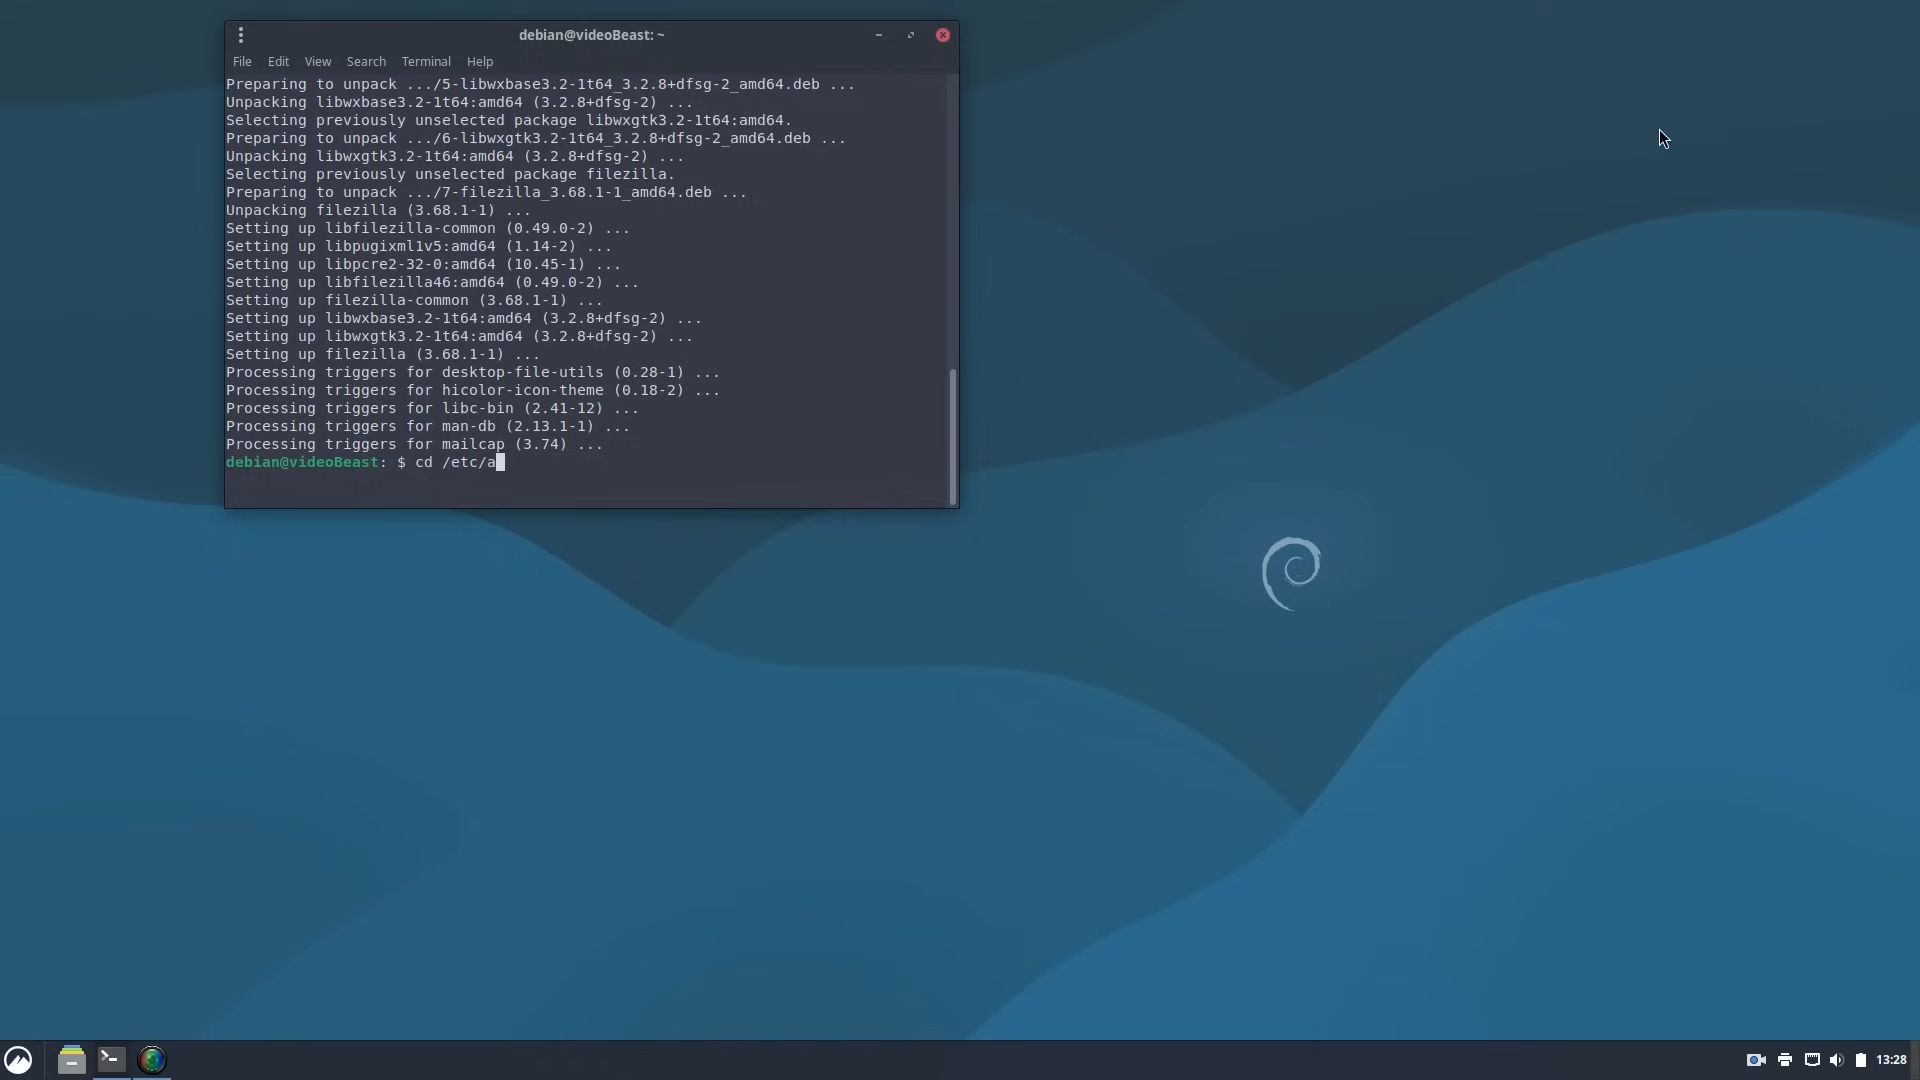 debian@videoBeast: ~
File Edit View Search Terminal Help
Preparing to unpack .../5-libwxbase3.2-1t64_3.2.8+dfsg-2_amd64.deb ...
Unpacking libwxbase3.2-1t64:amd64 (3.2.8+dfsg-2) ...
Selecting previously unselected package libwxgtk3.2-1t64:amd64.
Preparing to unpack .../6-libwxgtk3.2-1t64_3.2.8+dfsg-2_amd64.deb ...
Unpacking libwxgtk3.2-1t64:amd64 (3.2.8+dfsg-2) ...
Selecting previously unselected package filezilla.
Preparing to unpack .../7-filezilla_3.68.1-1_amd64.deb ...
Unpacking filezilla (3.68.1-1) ...
Setting up libfilezilla-common (0.49.0-2) ...
Setting up libpugixml1v5:amd64 (1.14-2) ...
Setting up libpcre2-32-0:amd64 (10.45-1) ...
Setting up libfilezilla46:amd64 (0.49.0-2) ...
Setting up filezilla-common (3.68.1-1) ...
Setting up libwxbase3.2-1t64:amd64 (3.2.8+dfsg-2) ...
Setting up libwxgtk3.2-1t64:amd64 (3.2.8+dfsg-2) ...
Setting up filezilla (3.68.1-1) ...
Processing triggers for desktop-file-utils (0.28-1) ...
Processing triggers for hicolor-icon-theme (0.18-2) ...
Processing triggers for libc-bin (2.41-12) ...
Processing triggers for man-db (2.13.1-1) ...
Processing triggers for mailcap (3.74) ...
debian@videoBeast: $ cd /etc/a
13:28